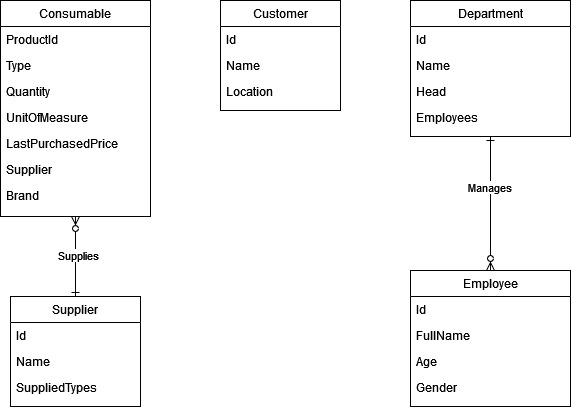 Consumable
ProductId
Type
Quantity
UnitOfMeasure
LastPurchasedPrice
Supplier
Brand
Supplies
Supplier
Id
Name
SuppliedTypes
Customer
Id
Name
Location
Department
Id
Name
Head
Employees
Manages
Employee
Id
FullName
Age
Gender